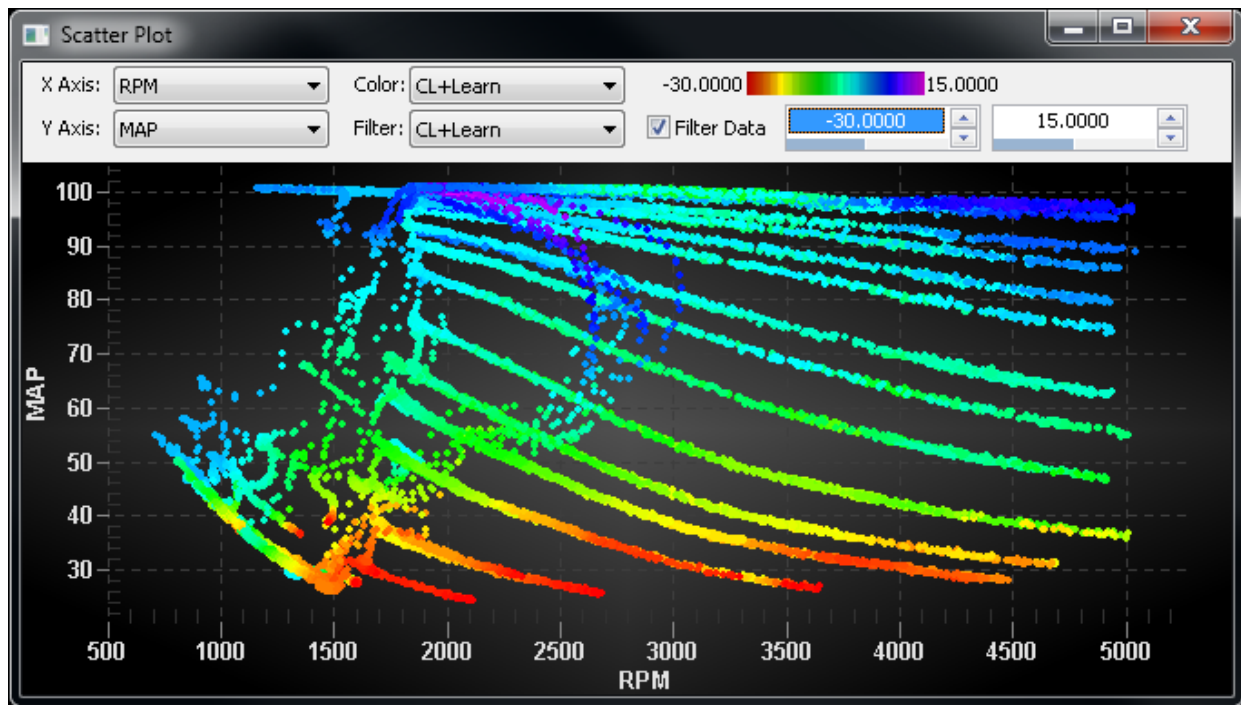 Scatter Plot
X Axis: RPM Color: CL+Learn -30.0000 15.0000
Y Axis: MAP Filter: CL+Learn Filter Data -30.0000 15.0000
100
90
80
70
60
50
40
30
MAP
500 1000 1500 2000 2500 3000 3500 4000 4500 5000
RPM